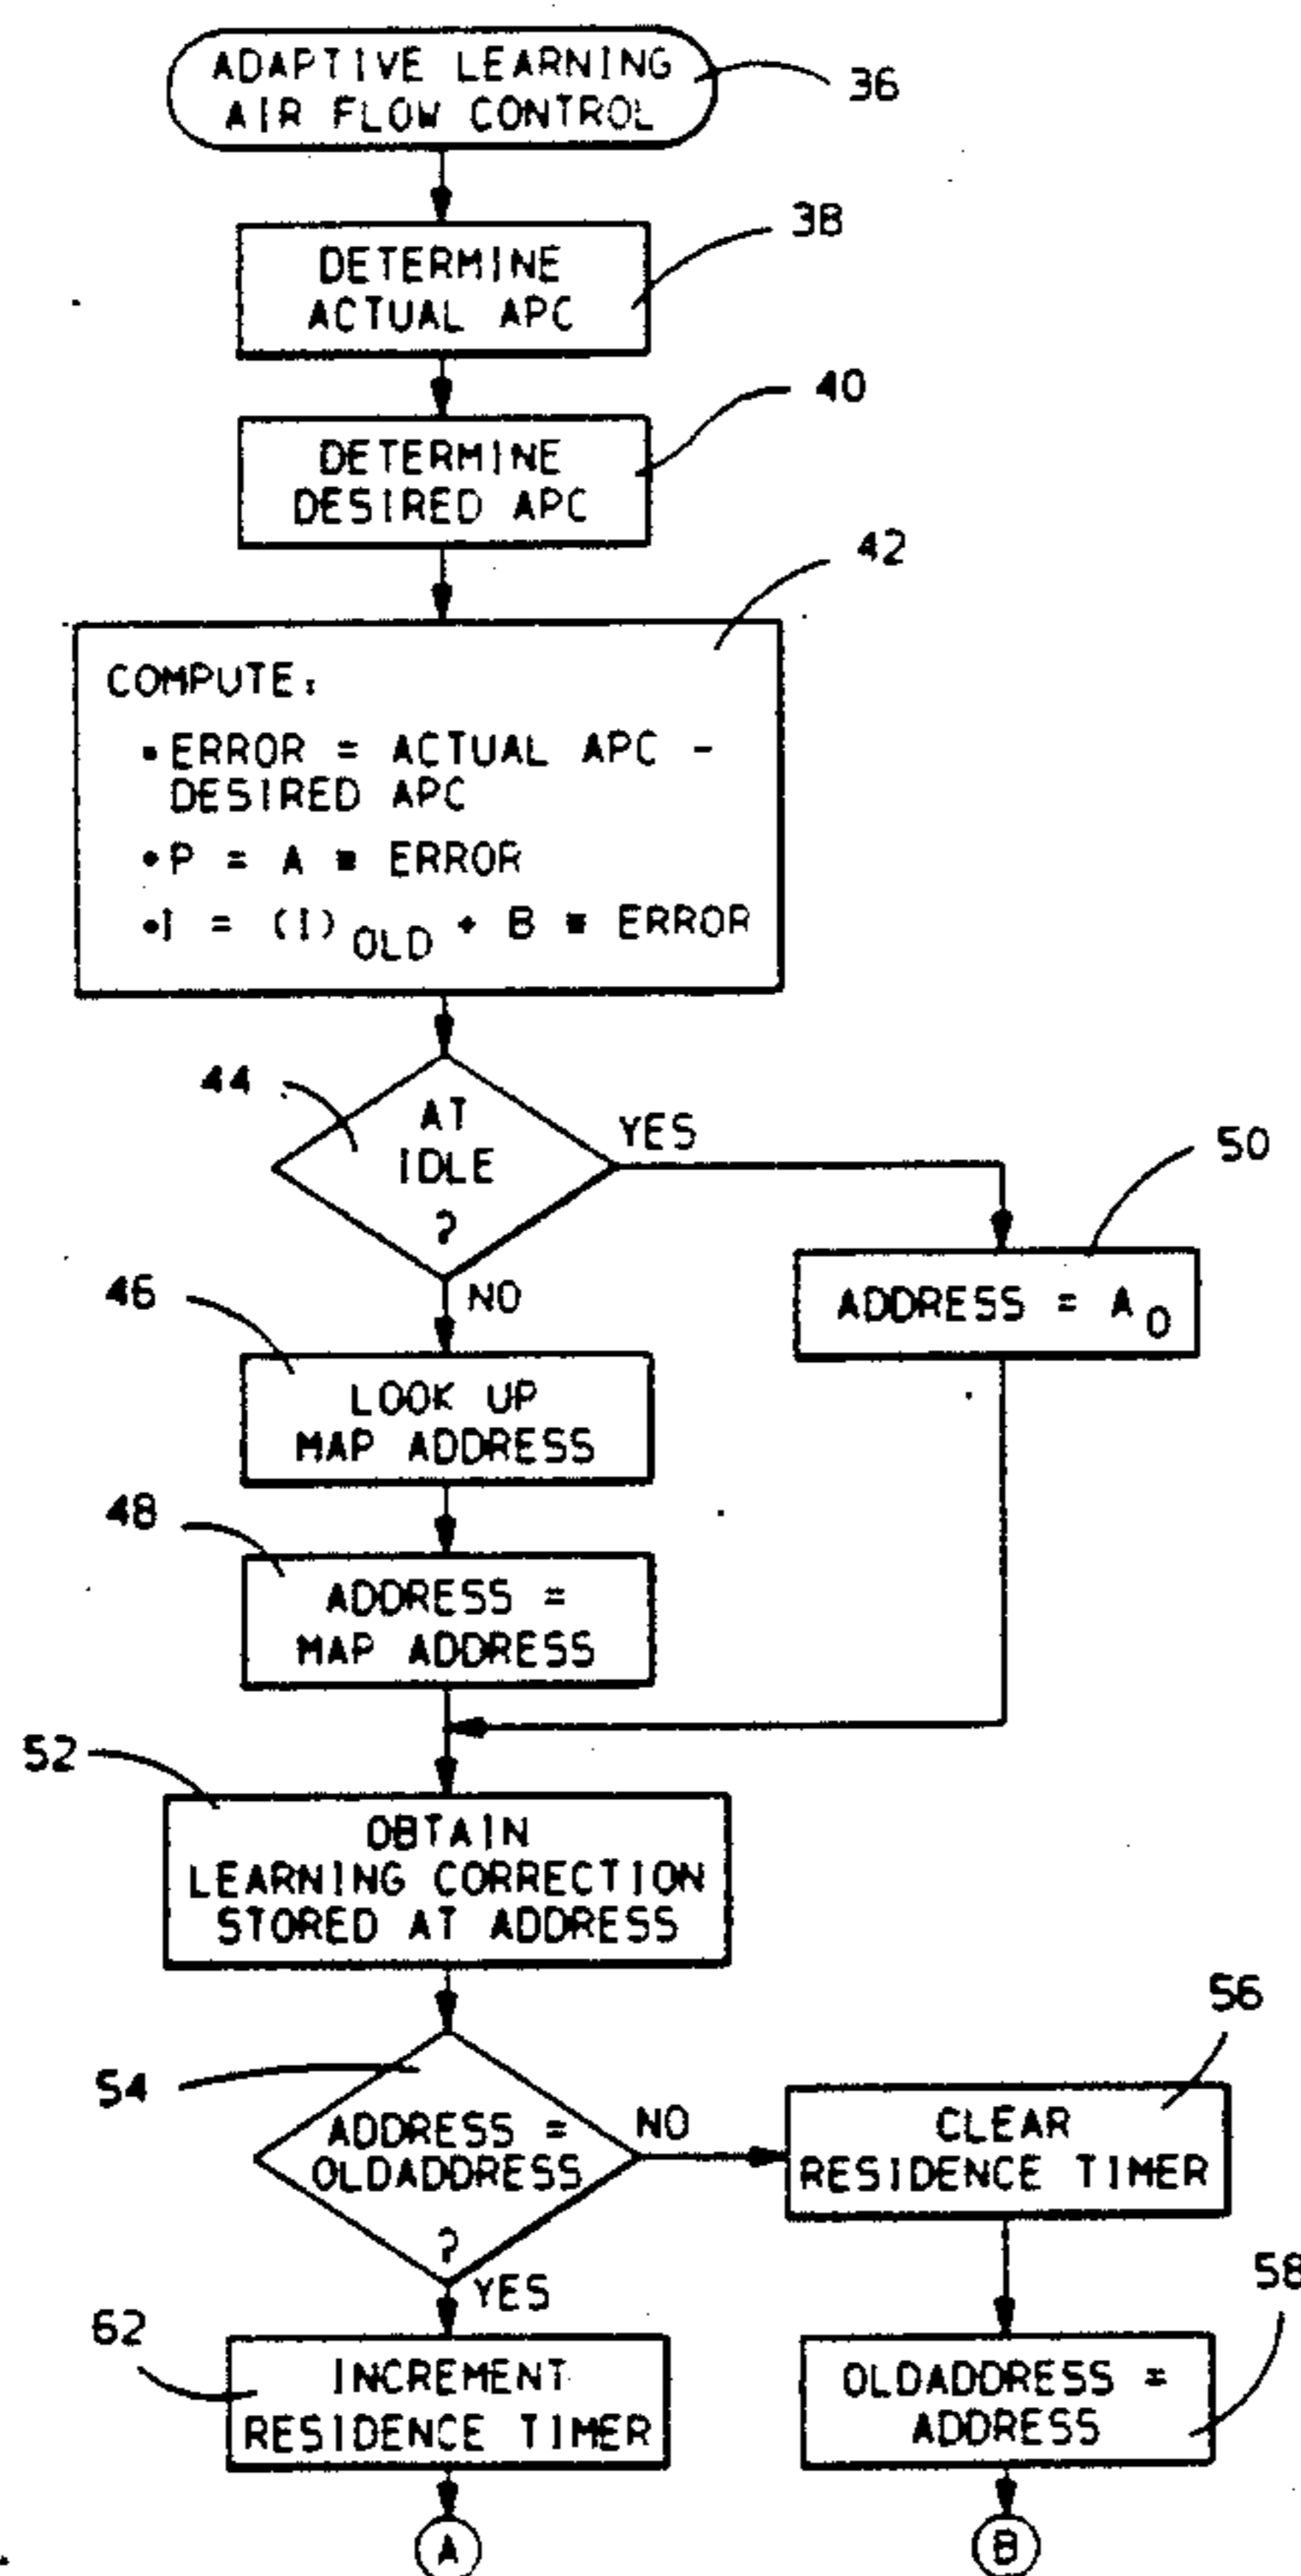 ADAPTIVE LEARNING
AIR FLOW CONTROL
36
DETERMINE
ACTUAL APC
38
DETERMINE
DESIRED APC
40
42
COMPUTE:
• ERROR = ACTUAL APC -
DESIRED APC
• P = A * ERROR
• I = (I) OLD + B * ERROR
44
AT
IDLE
?
YES
NO
50
ADDRESS = A0
46
LOOK UP
MAP ADDRESS
48
ADDRESS =
MAP ADDRESS
52
OBTAIN
LEARNING CORRECTION
STORED AT ADDRESS
54
ADDRESS =
OLDADDRESS
?
NO
YES
56
CLEAR
RESIDENCE TIMER
62
INCREMENT
RESIDENCE TIMER
58
OLDADDRESS =
ADDRESS
A
B